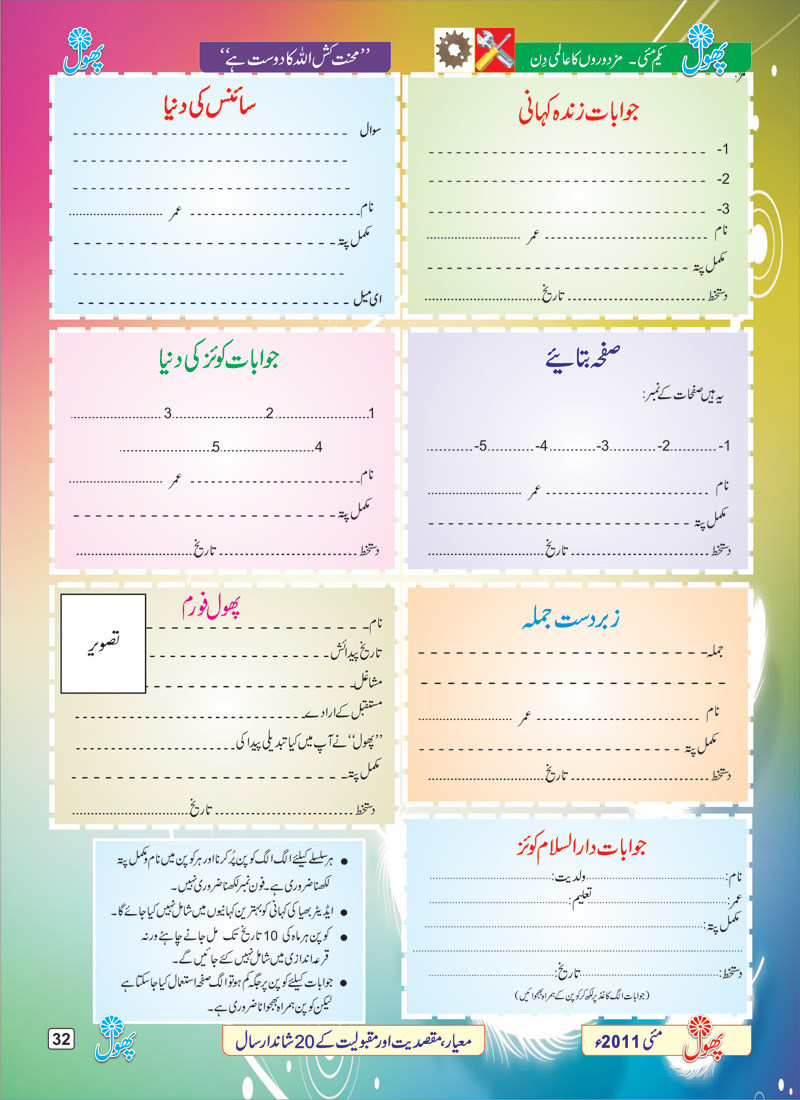 پھول
یکم مئی۔ مزدوروں کا عالمی دِن
’’محنت کش اللہ کا دوست ہے‘‘
پھول
جوابات زندہ کہانی
-1 ------------------------------
-2 ------------------------------
-3 ------------------------------
نام ------------------ عمر ..................
مکمل پتہ ------------------------------
دستخط ------------------ تاریخ ..................
سائنس کی دنیا
سوال ------------------------------
------------------------------
------------------------------
نام ------------------ عمر ..................
مکمل پتہ ------------------------------
------------------------------
ای میل ------------------------------
صفحہ بتائیے
یہ ہیں صفحات کے نمبر:
-1...........-2...........-3...........-4...........-5...........
نام ------------------ عمر ..................
مکمل پتہ ------------------------------
دستخط ------------------ تاریخ ..................
جوابات کوئز کی دنیا
1........................2........................3........................
4........................5........................
نام ------------------ عمر ..................
مکمل پتہ ------------------------------
دستخط ------------------ تاریخ ..................
زبردست جملہ
جملہ ------------------------------
------------------------------
نام ------------------ عمر ..................
مکمل پتہ ------------------------------
دستخط ------------------ تاریخ ..................
پھول فورم
تصویر
نام ------------------------------
تاریخ پیدائش ------------------
مشاغل ------------------------------
مستقبل کے ارادے ------------------------------
’’پھول‘‘ نے آپ میں کیا تبدیلی پیدا کی ------------------
مکمل پتہ ------------------------------
دستخط ------------------ تاریخ ..................
جوابات دارالسلام کوئز
نام: .................. ولدیت: ..................
عمر: .................. تعلیم: ..................
مکمل پتہ: ..............................
..............................
دستخط: .................. تاریخ: ..................
(جوابات الگ کاغذ پر لکھ کر کوپن کے ہمراہ بھجوائیں)
● ہر سلسلے کیلئے الگ الگ کوپن پُر کرنا اور ہر کوپن میں نام و مکمل پتہ
لکھنا ضروری ہے۔ فون نمبر لکھنا ضروری نہیں۔
● ایڈیٹر بھیا کی کہانی کو بہترین کہانیوں میں شامل نہیں کیا جائے گا۔
● کوپن ہر ماہ کی 10 تاریخ تک مل جانے چاہئے ورنہ
قرعہ اندازی میں شامل نہیں کئے جائیں گے۔
● جوابات کیلئے کوپن پر جگہ کم ہو تو الگ صفحہ استعمال کیا جا سکتا ہے
لیکن کوپن ہمراہ بھجوانا ضروری ہے۔
پھول
مئی 2011ء
معیار، مقصدیت اور مقبولیت کے 20 شاندار سال
پھول
32